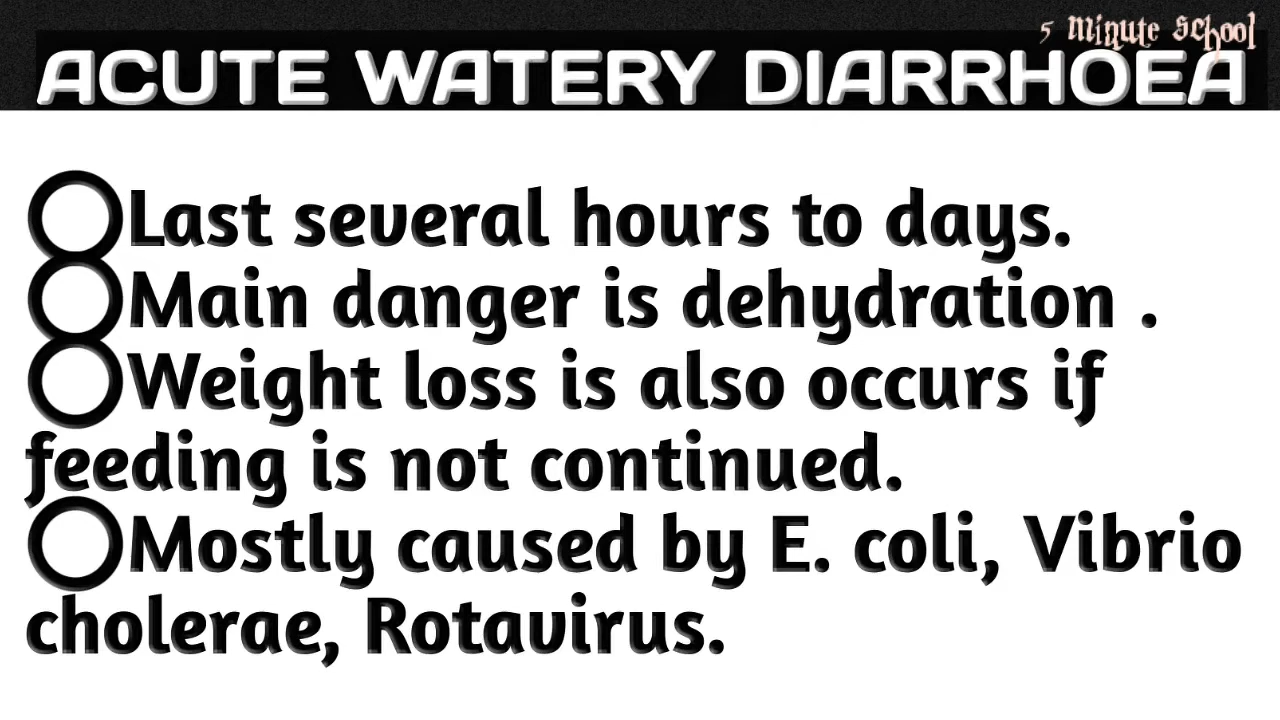 5 Minute School
ACUTE WATERY DIARRHOEA
Last several hours to days.
Main danger is dehydration .
Weight loss is also occurs if
feeding is not continued.
Mostly caused by E. coli, Vibrio
cholerae, Rotavirus.